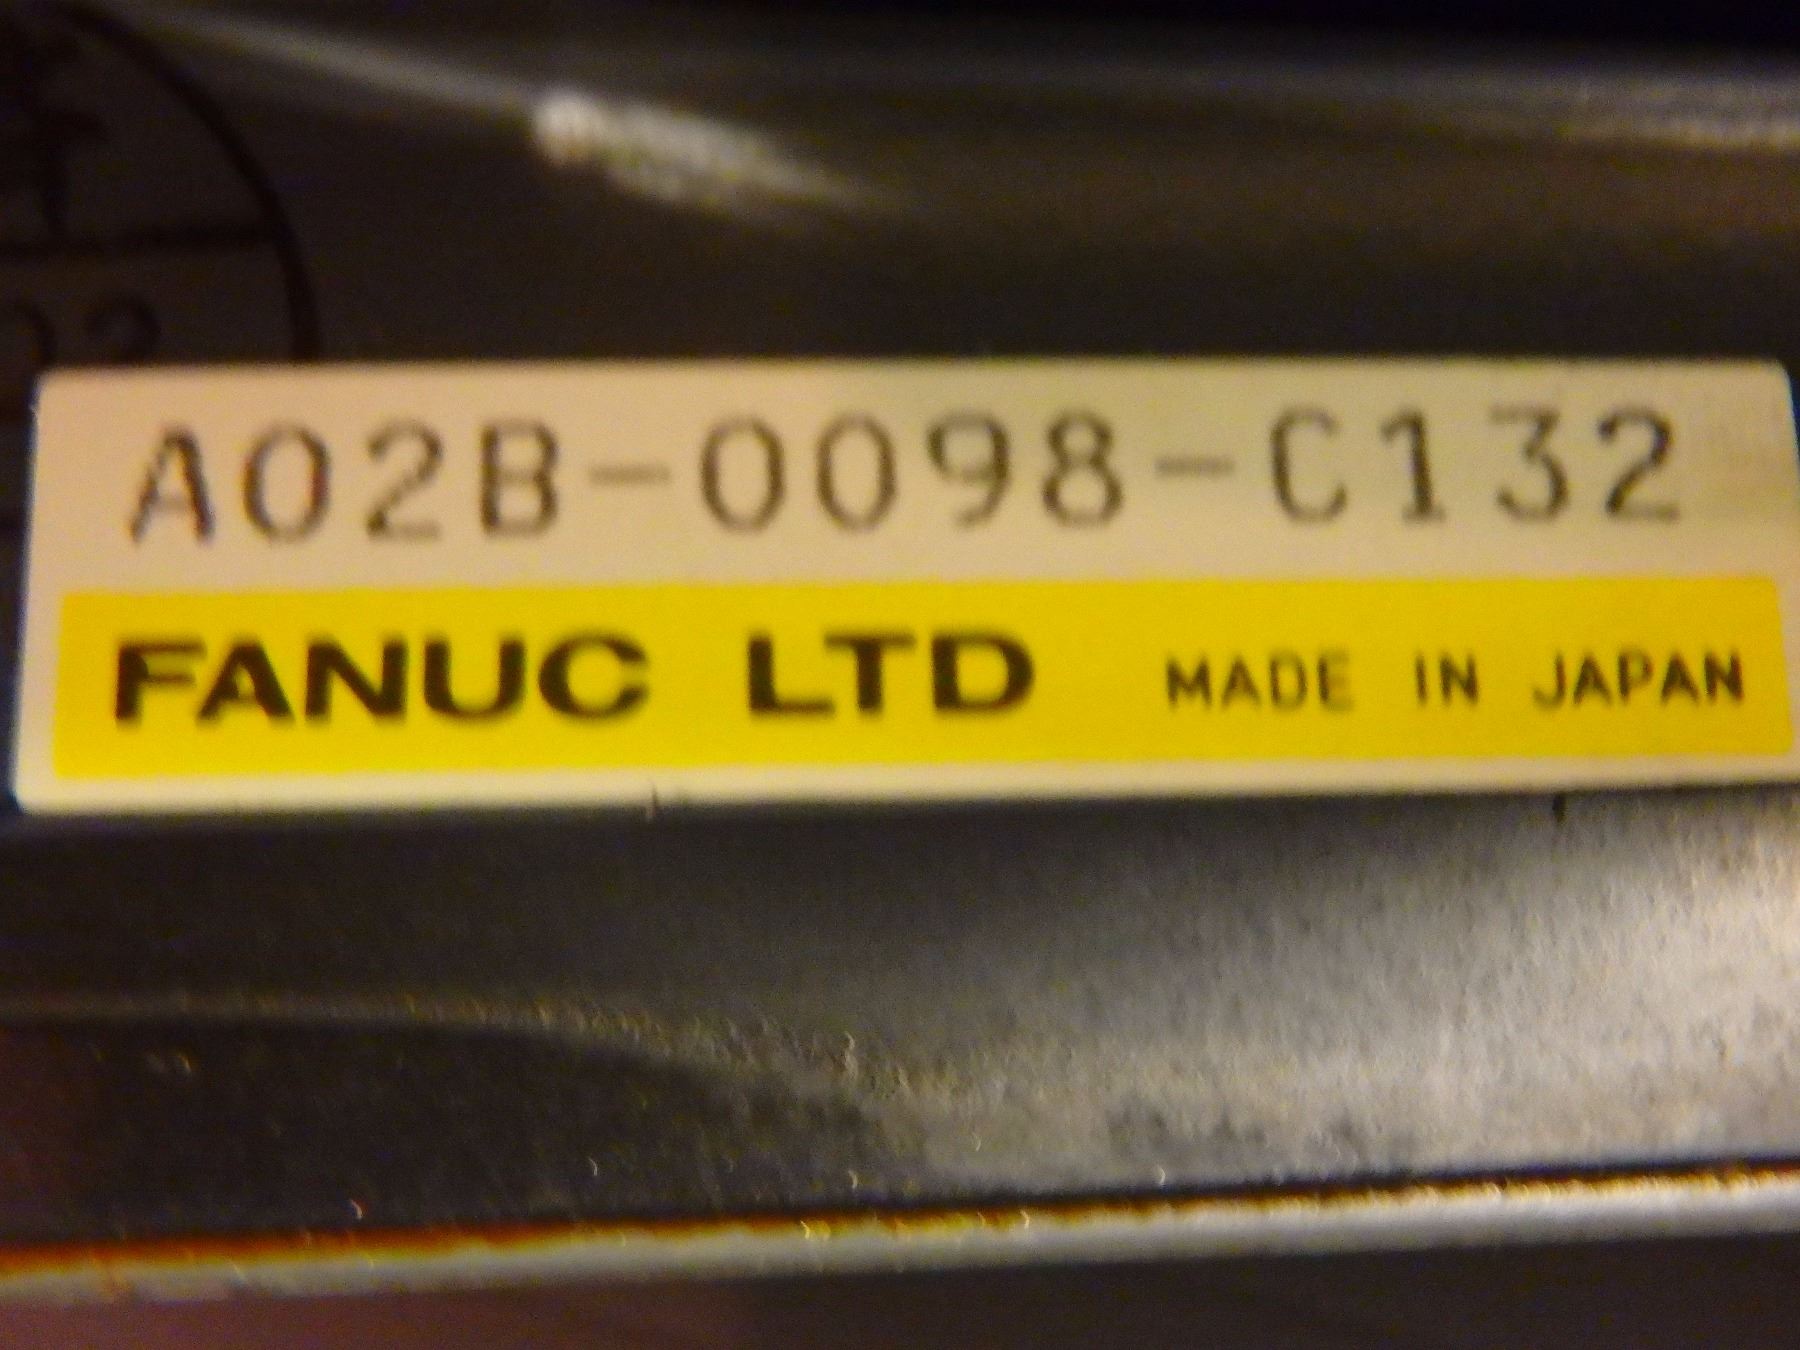 A02B-0098-C132
FANUC LTD MADE IN JAPAN